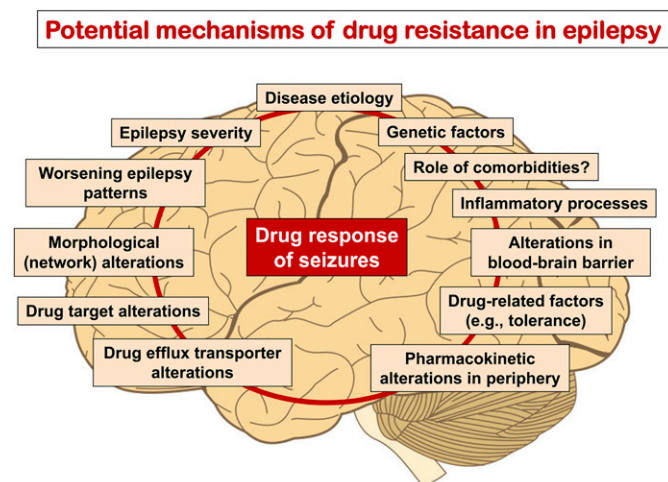 Potential mechanisms of drug resistance in epilepsy
Disease etiology
Epilepsy severity
Genetic factors
Worsening epilepsy
patterns
Role of comorbidities?
Inflammatory processes
Morphological
(network) alterations
Drug response
of seizures
Alterations in
blood-brain barrier
Drug target alterations
Drug-related factors
(e.g., tolerance)
Drug efflux transporter
alterations
Pharmacokinetic
alterations in periphery